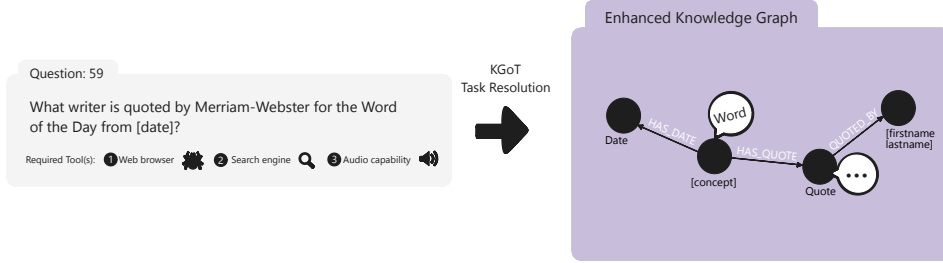 Question: 59
What writer is quoted by Merriam-Webster for the Word
of the Day from [date]?
Required Tool(s): 1 Web browser 2 Search engine 3 Audio capability
KGoT
Task Resolution
Enhanced Knowledge Graph
Date
HAS_DATE
Word
[concept]
HAS_QUOTE
Quote
QUOTED_BY
[firstname
lastname]